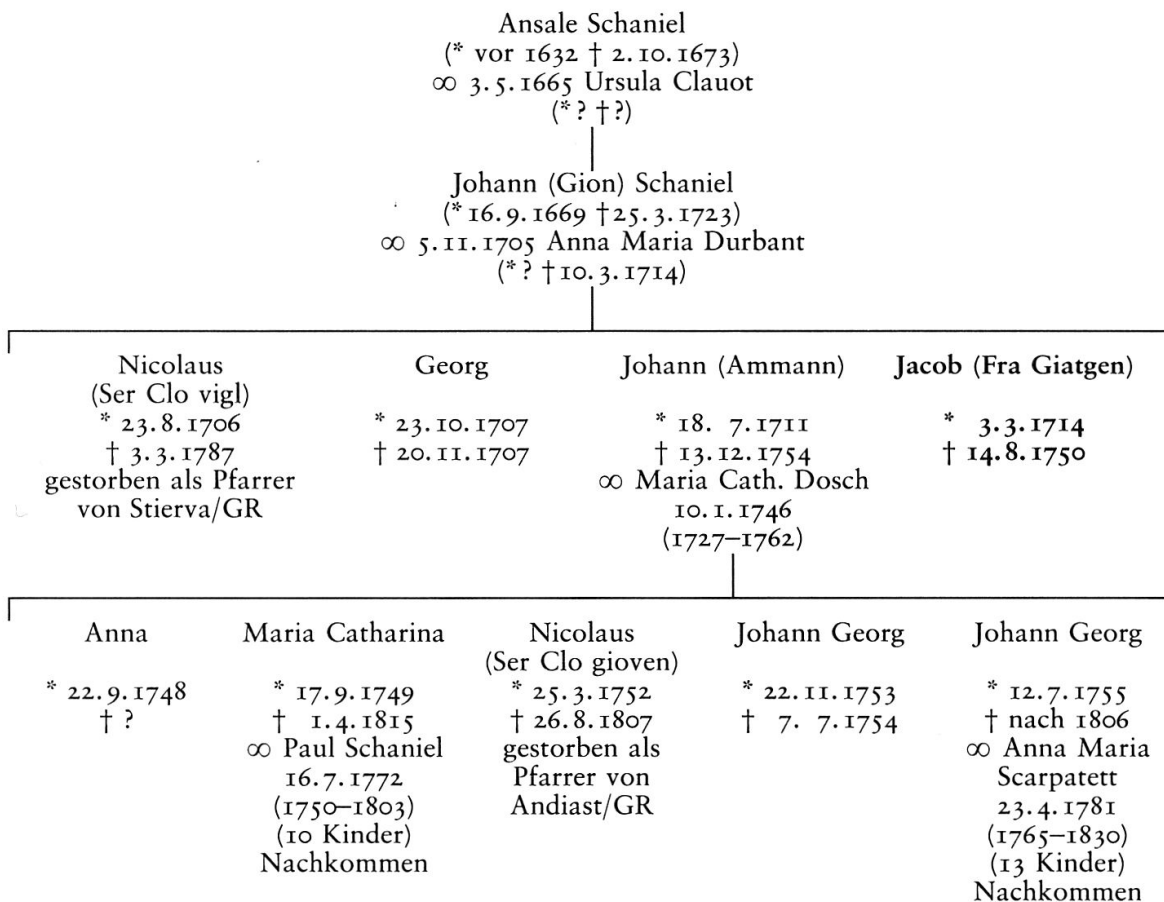 Ansale Schaniel
(* vor 1632 † 2.10.1673)
∞ 3.5.1665 Ursula Clauot
(*? †?)
Johann (Gion) Schaniel
(*16.9.1669 †25.3.1723)
∞ 5.11.1705 Anna Maria Durbant
(*? †10.3.1714)
Nicolaus
(Ser Clo vigl)
* 23.8.1706
† 3.3.1787
gestorben als Pfarrer
von Stierva/GR
Georg
* 23.10.1707
† 20.11.1707
Johann (Ammann)
* 18. 7.1711
† 13.12.1754
∞ Maria Cath. Dosch
10.1.1746
(1727–1762)
Jacob (Fra Giatgen)
* 3.3.1714
† 14.8.1750
Anna
* 22.9.1748
† ?
Maria Catharina
* 17.9.1749
† 1.4.1815
∞ Paul Schaniel
16.7.1772
(1750–1803)
(10 Kinder)
Nachkommen
Nicolaus
(Ser Clo gioven)
* 25.3.1752
† 26.8.1807
gestorben als
Pfarrer von
Andiast/GR
Johann Georg
* 22.11.1753
† 7. 7.1754
Johann Georg
* 12.7.1755
† nach 1806
∞ Anna Maria
Scarpatett
23.4.1781
(1765–1830)
(13 Kinder)
Nachkommen